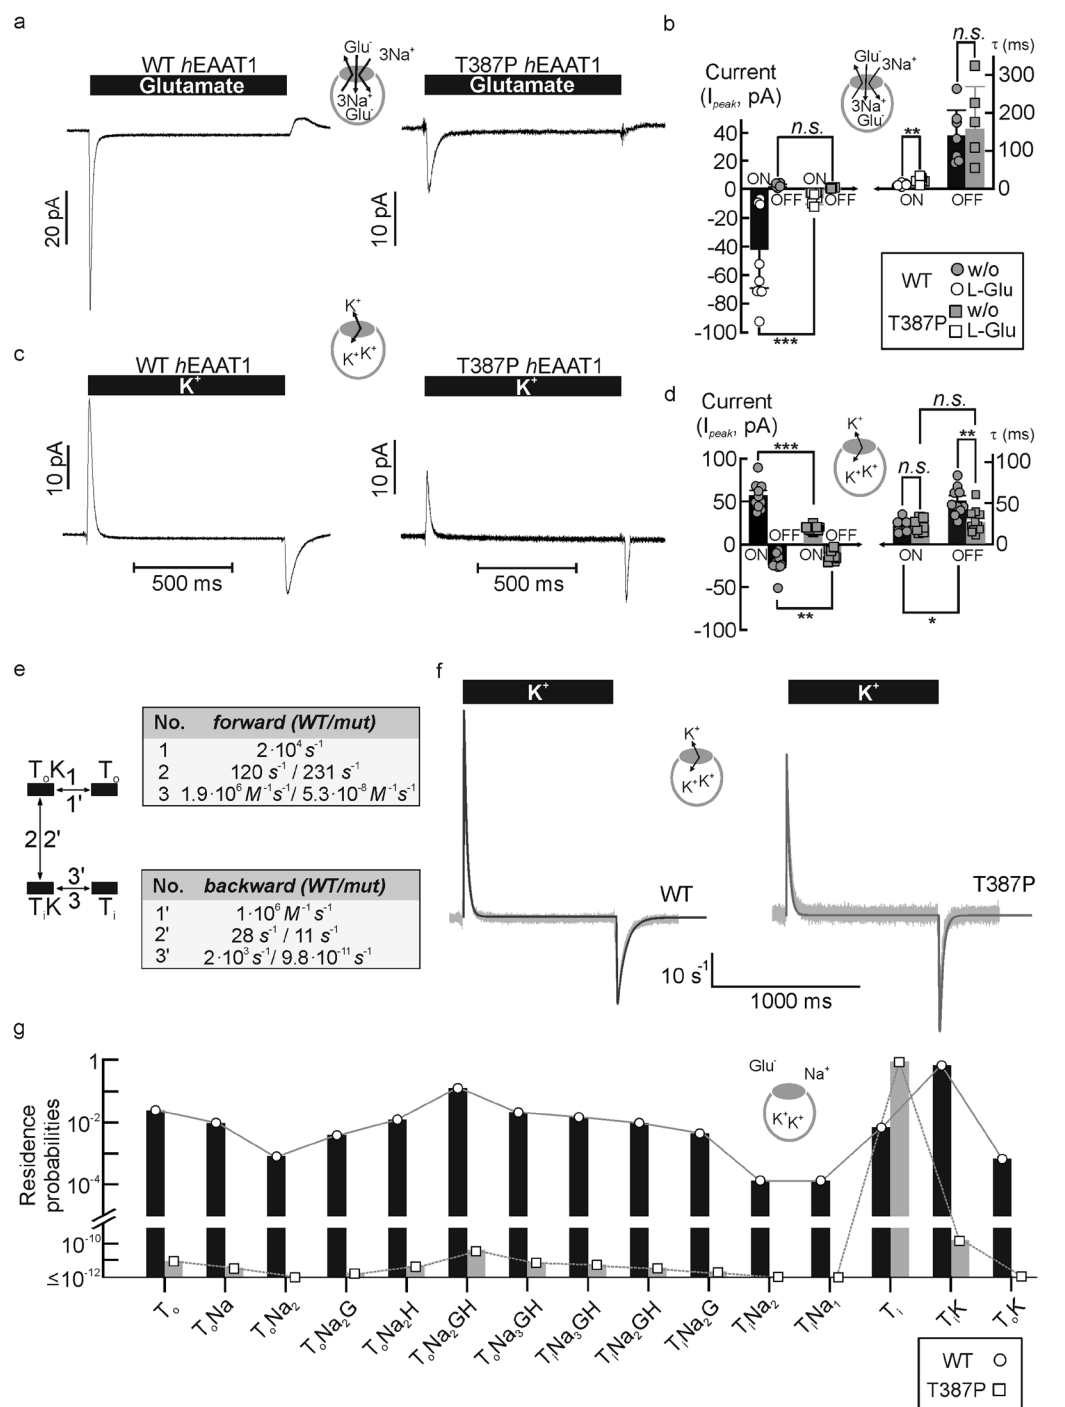 a
WT hEAAT1
Glutamate
20 pA
Glu⁻
3Na⁺
3Na⁺
Glu⁻
T387P hEAAT1
Glutamate
10 pA
b
Current
(Ipeak, pA)
40
20
0
-20
-40
-60
-80
-100
ON
OFF
ON
OFF
n.s.
***
Glu⁻
3Na⁺
3Na⁺
Glu⁻
**
n.s.
τ (ms)
300
200
100
0
ON
OFF
WT
w/o
L-Glu
T387P
w/o
L-Glu
c
WT hEAAT1
K⁺
10 pA
500 ms
K⁺
K⁺K⁺
T387P hEAAT1
K⁺
10 pA
500 ms
d
Current
(Ipeak, pA)
100
50
0
-50
-100
***
OFF
OFF
ON
ON
**
K⁺
K⁺K⁺
n.s.
n.s.
**
τ (ms)
100
50
0
ON
OFF
*
e
ToK
1
To
1'
2
2'
3'
TiK
3
Ti
No. forward (WT/mut)
1 2·10⁴ s⁻¹
2 120 s⁻¹ / 231 s⁻¹
3 1.9·10⁶ M⁻¹s⁻¹/ 5.3·10⁻⁸ M⁻¹s⁻¹
No. backward (WT/mut)
1' 1·10⁶ M⁻¹ s⁻¹
2' 28 s⁻¹ / 11 s⁻¹
3' 2·10³ s⁻¹/ 9.8·10⁻¹¹ s⁻¹
f
K⁺
WT
K⁺
K⁺K⁺
K⁺
T387P
10 s⁻¹
1000 ms
g
Residence
probabilities
1
10⁻²
10⁻⁴
10⁻¹⁰
≤10⁻¹²
Glu⁻
Na⁺
K⁺K⁺
To
ToNa
ToNa₂
ToNa₂G
ToNa₂H
ToNa₂GH
ToNa₃GH
TiNa₃GH
TiNa₂GH
TiNa₂G
TiNa₂
TiNa₁
Ti
TiK
ToK
WT
T387P